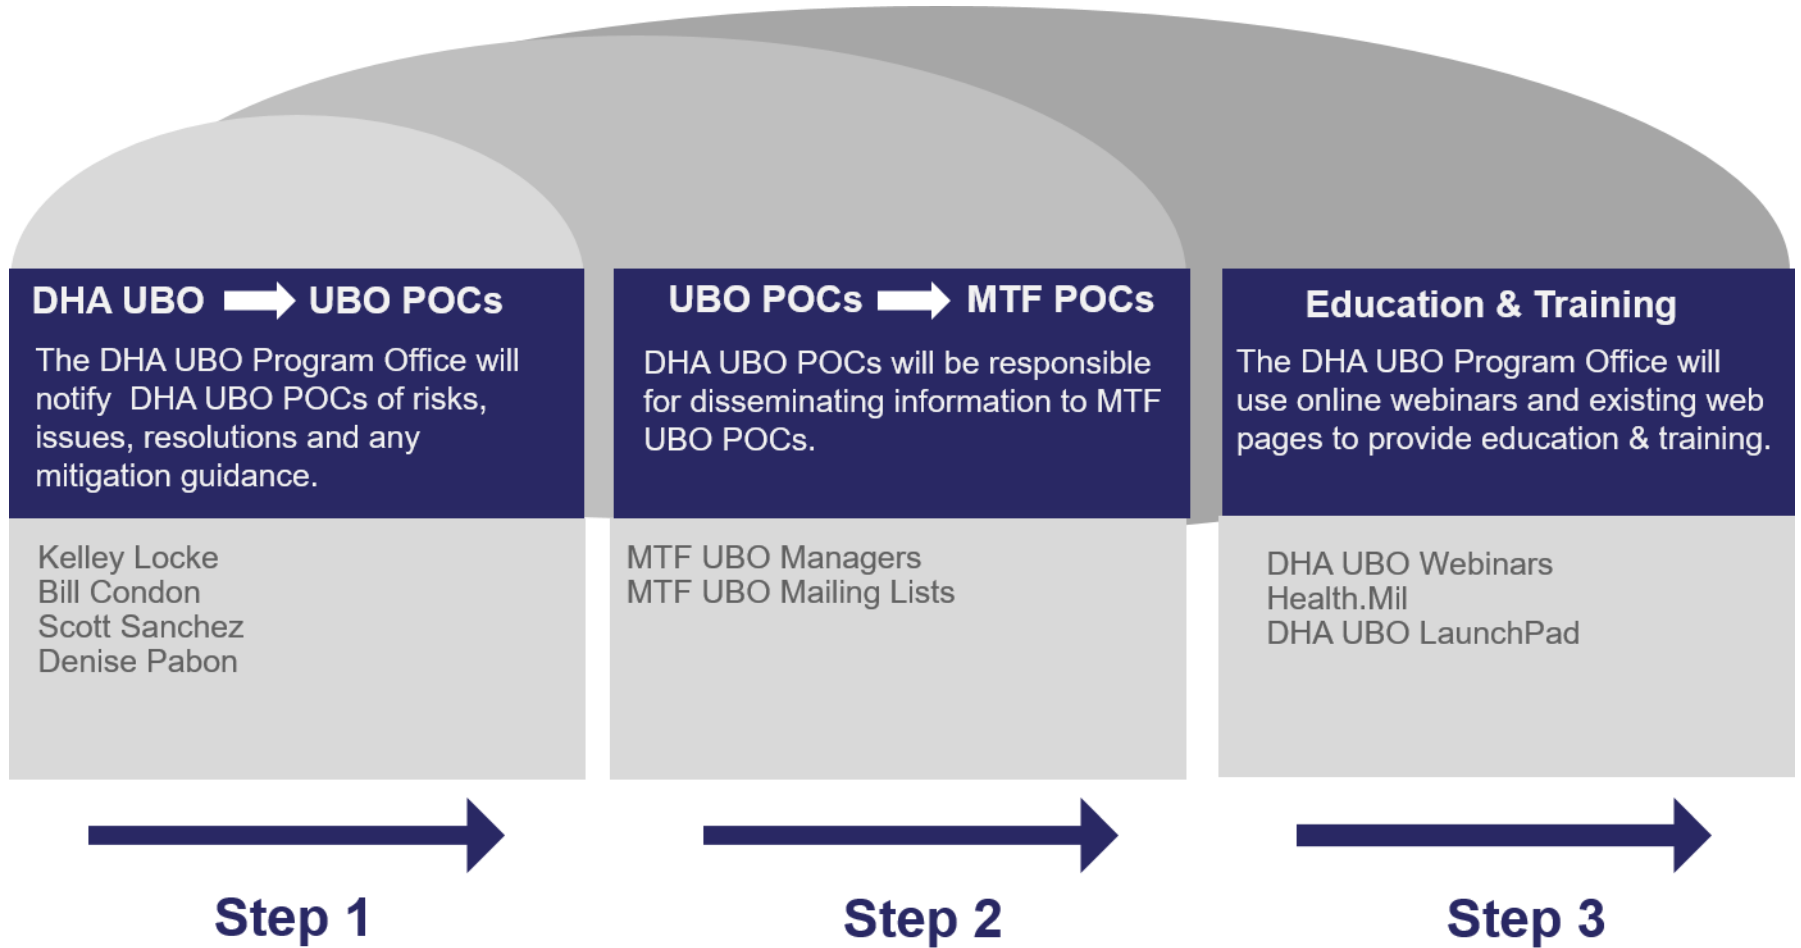 DHA UBO UBO POCs
The DHA UBO Program Office will
notify DHA UBO POCs of risks,
issues, resolutions and any
mitigation guidance.
Kelley Locke
Bill Condon
Scott Sanchez
Denise Pabon
Step 1
UBO POCs MTF POCs
DHA UBO POCs will be responsible
for disseminating information to MTF
UBO POCs.
MTF UBO Managers
MTF UBO Mailing Lists
Step 2
Education & Training
The DHA UBO Program Office will
use online webinars and existing web
pages to provide education & training.
DHA UBO Webinars
Health.Mil
DHA UBO LaunchPad
Step 3